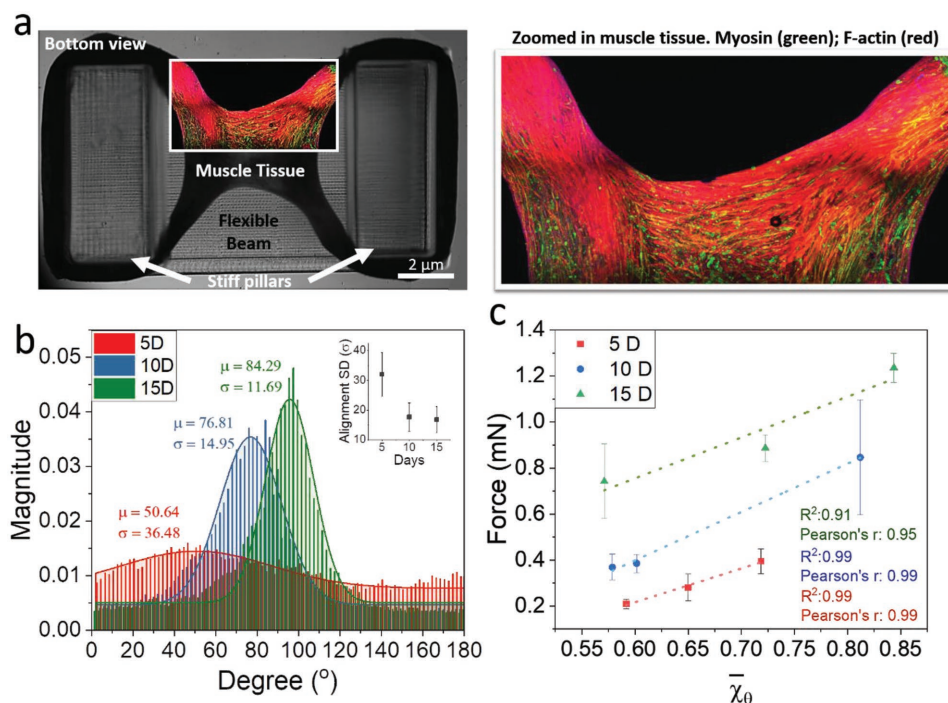 a
Bottom view
Muscle Tissue
Flexible
Beam
Stiff pillars
2 μm
Zoomed in muscle tissue. Myosin (green); F-actin (red)
b
5D
10D
15D
μ = 84.29
σ = 11.69
μ = 76.81
σ = 14.95
μ = 50.64
σ = 36.48
Magnitude
0.05
0.04
0.03
0.02
0.01
0.00
0 20 40 60 80 100 120 140 160 180
Degree (°)
Alignment SD (σ)
40
30
20
10
5 10 15
Days
c
5 D
10 D
15 D
Force (mN)
1.4
1.2
1.0
0.8
0.6
0.4
0.2
R²:0.91
Pearson's r: 0.95
R²:0.99
Pearson's r: 0.99
R²:0.99
Pearson's r: 0.99
0.55 0.60 0.65 0.70 0.75 0.80 0.85
χ̅θ